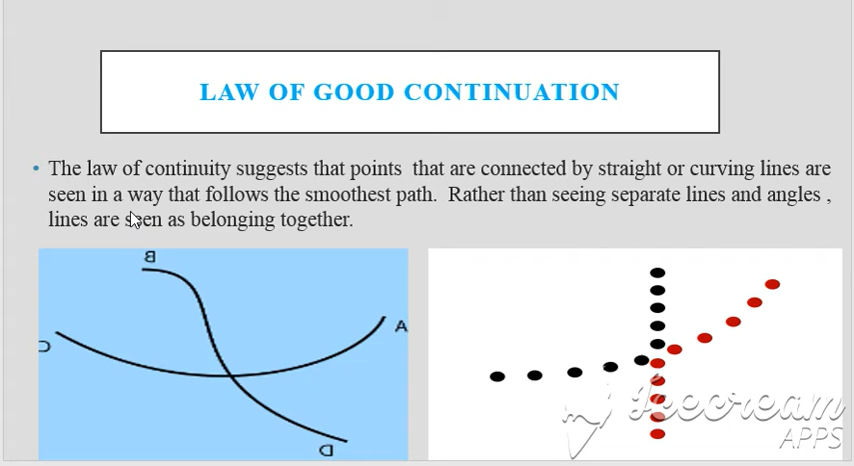 LAW OF GOOD CONTINUATION
• The law of continuity suggests that points that are connected by straight or curving lines are
seen in a way that follows the smoothest path. Rather than seeing separate lines and angles ,
lines are seen as belonging together.
B
A
C
D
Icecream
APPS